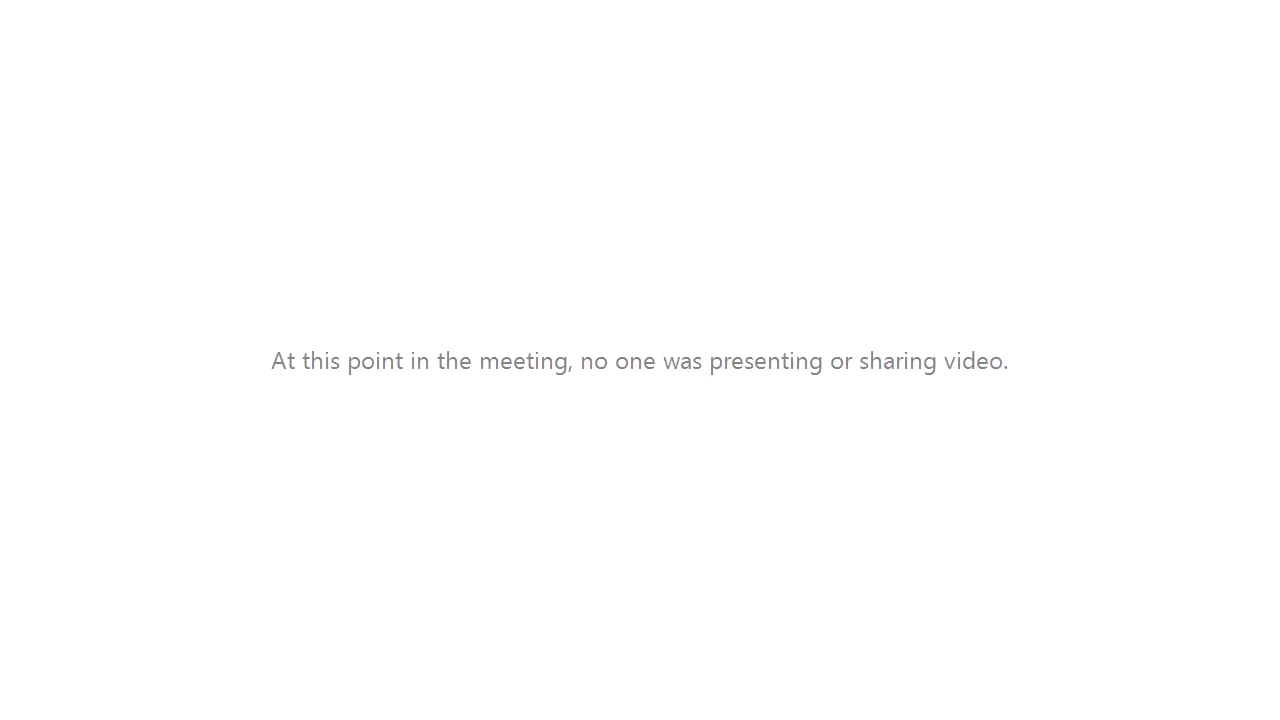 At this point in the meeting, no one was presenting or sharing video.